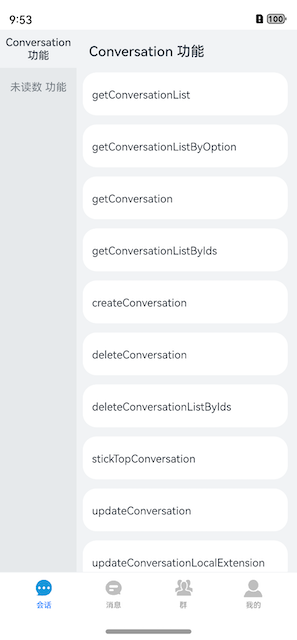 9:53
100
Conversation
功能
未读数 功能
Conversation 功能
getConversationList
getConversationListByOption
getConversation
getConversationListByIds
createConversation
deleteConversation
deleteConversationListByIds
stickTopConversation
updateConversation
updateConversationLocalExtension
会话
消息
群
我的